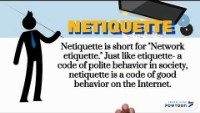 NETIQUETTE
Netiquette is short for "Network
etiquette." Just like etiquette- a
code of polite behavior in society,
netiquette is a code of good
behavior on the Internet.
POWTOON